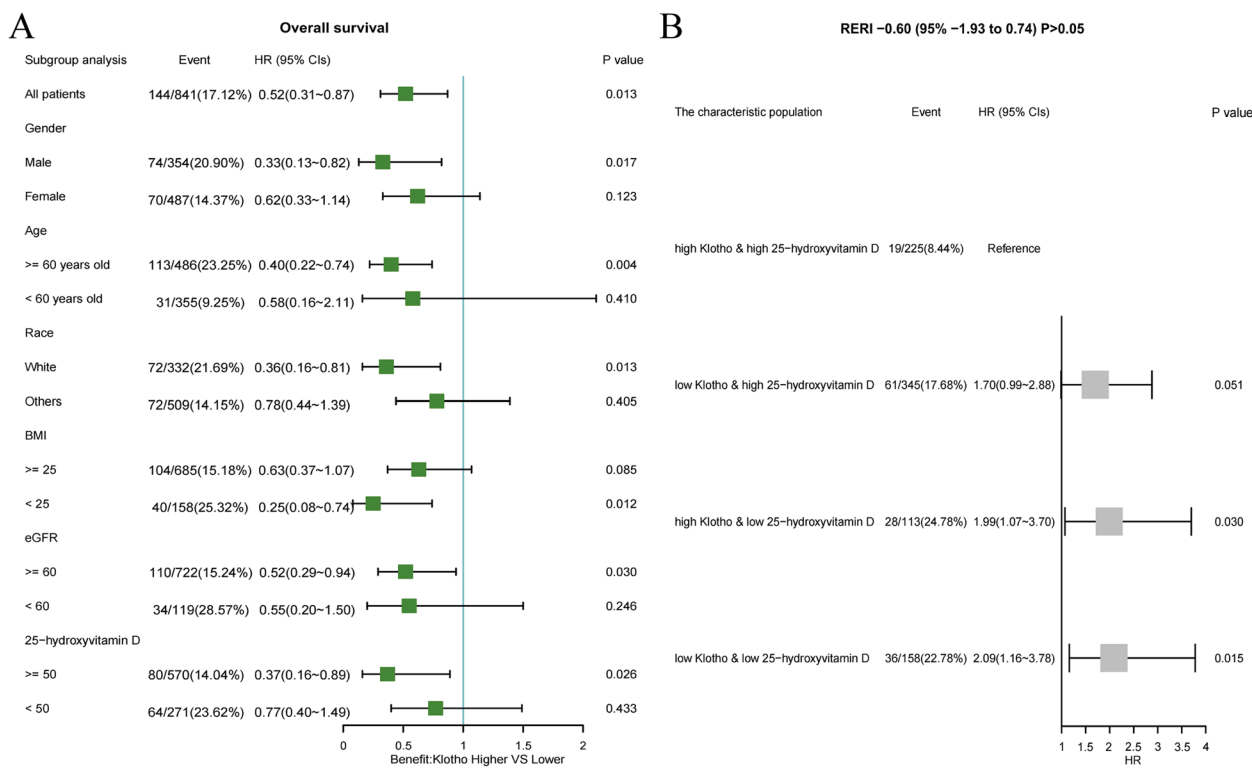 A
Overall survival
Subgroup analysis Event HR (95% CIs) P value
All patients 144/841(17.12%) 0.52(0.31~0.87) 0.013
Gender
Male 74/354(20.90%) 0.33(0.13~0.82) 0.017
Female 70/487(14.37%) 0.62(0.33~1.14) 0.123
Age
>= 60 years old 113/486(23.25%) 0.40(0.22~0.74) 0.004
< 60 years old 31/355(9.25%) 0.58(0.16~2.11) 0.410
Race
White 72/332(21.69%) 0.36(0.16~0.81) 0.013
Others 72/509(14.15%) 0.78(0.44~1.39) 0.405
BMI
>= 25 104/685(15.18%) 0.63(0.37~1.07) 0.085
< 25 40/158(25.32%) 0.25(0.08~0.74) 0.012
eGFR
>= 60 110/722(15.24%) 0.52(0.29~0.94) 0.030
< 60 34/119(28.57%) 0.55(0.20~1.50) 0.246
25−hydroxyvitamin D
>= 50 80/570(14.04%) 0.37(0.16~0.89) 0.026
< 50 64/271(23.62%) 0.77(0.40~1.49) 0.433
0 0.5 1 1.5 2
Benefit:Klotho Higher VS Lower
B
RERI −0.60 (95% −1.93 to 0.74) P>0.05
The characteristic population Event HR (95% CIs) P value
high Klotho & high 25−hydroxyvitamin D 19/225(8.44%) Reference
low Klotho & high 25−hydroxyvitamin D 61/345(17.68%) 1.70(0.99~2.88) 0.051
high Klotho & low 25−hydroxyvitamin D 28/113(24.78%) 1.99(1.07~3.70) 0.030
low Klotho & low 25−hydroxyvitamin D 36/158(22.78%) 2.09(1.16~3.78) 0.015
1 1.5 2 2.5 3 3.5 4
HR